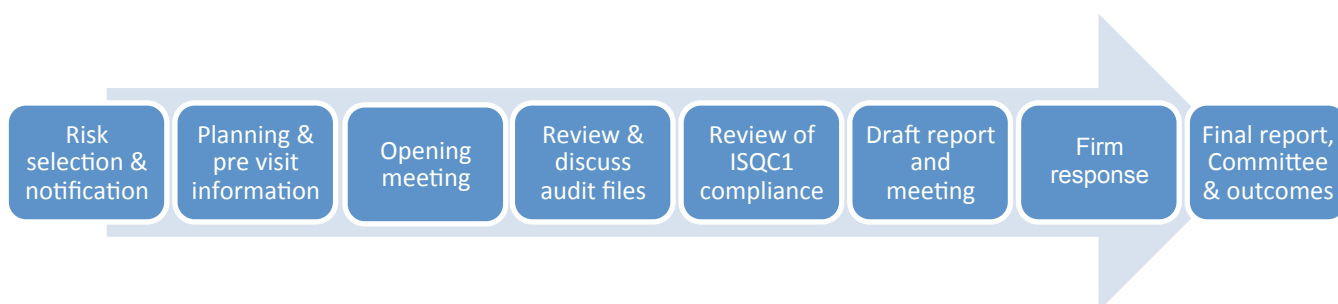 Risk
selection &
notification
Planning &
pre visit
information
Opening
meeting
Review &
discuss
audit files
Review of
ISQC1
compliance
Draft report
and
meeting
Firm
response
Final report,
Committee
& outcomes